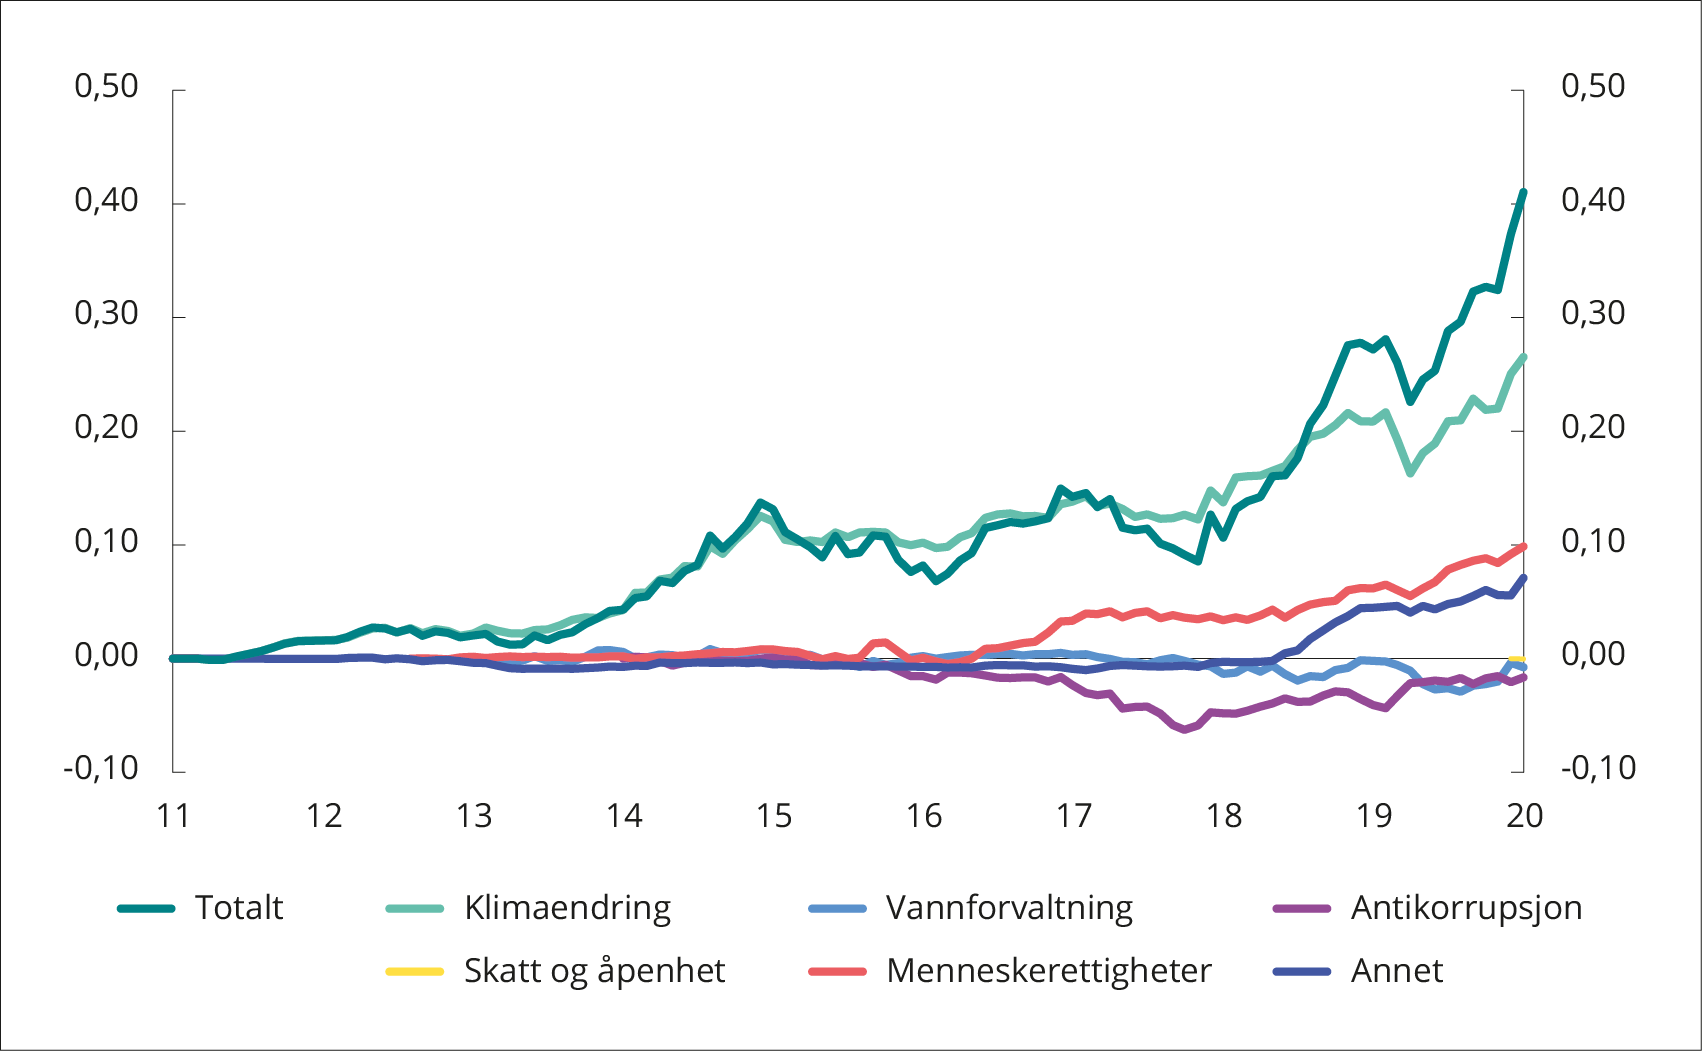 0,50 0,50
0,40 0,40
0,30 0,30
0,20 0,20
0,10 0,10
0,00 0,00
-0,10 -0,10
11 12 13 14 15 16 17 18 19 20
Totalt Klimaendring Vannforvaltning Antikorrupsjon
Skatt og åpenhet Menneskerettigheter Annet